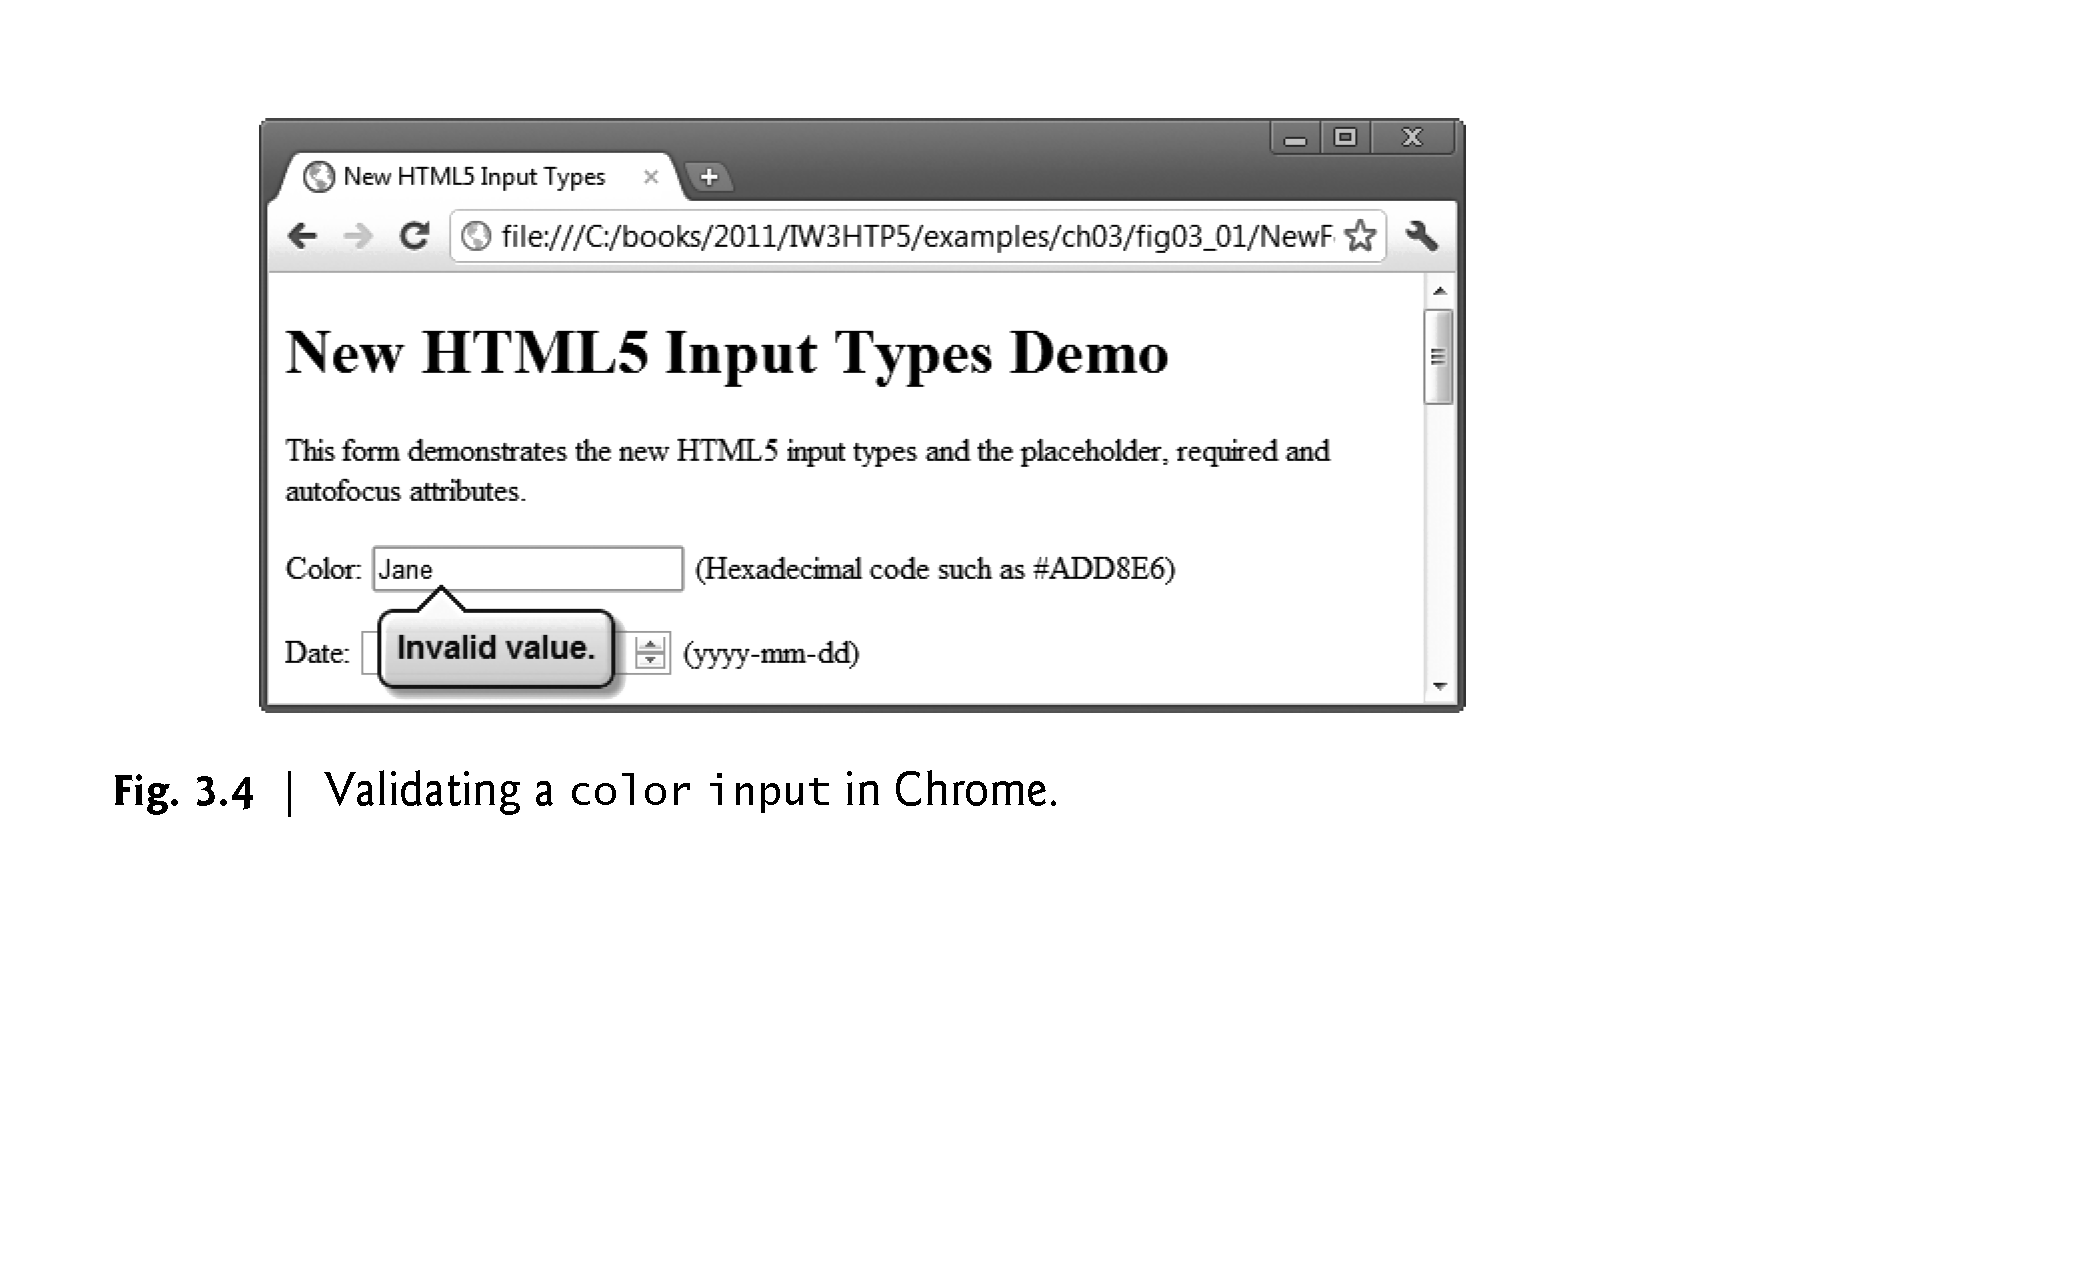 New HTML5 Input Types
file:///C:/books/2011/IW3HTP5/examples/ch03/fig03_01/NewF
New HTML5 Input Types Demo
This form demonstrates the new HTML5 input types and the placeholder, required and
autofocus attributes.
Color: Jane (Hexadecimal code such as #ADD8E6)
Invalid value.
Date: (yyyy-mm-dd)
Fig. 3.4 | Validating a color input in Chrome.